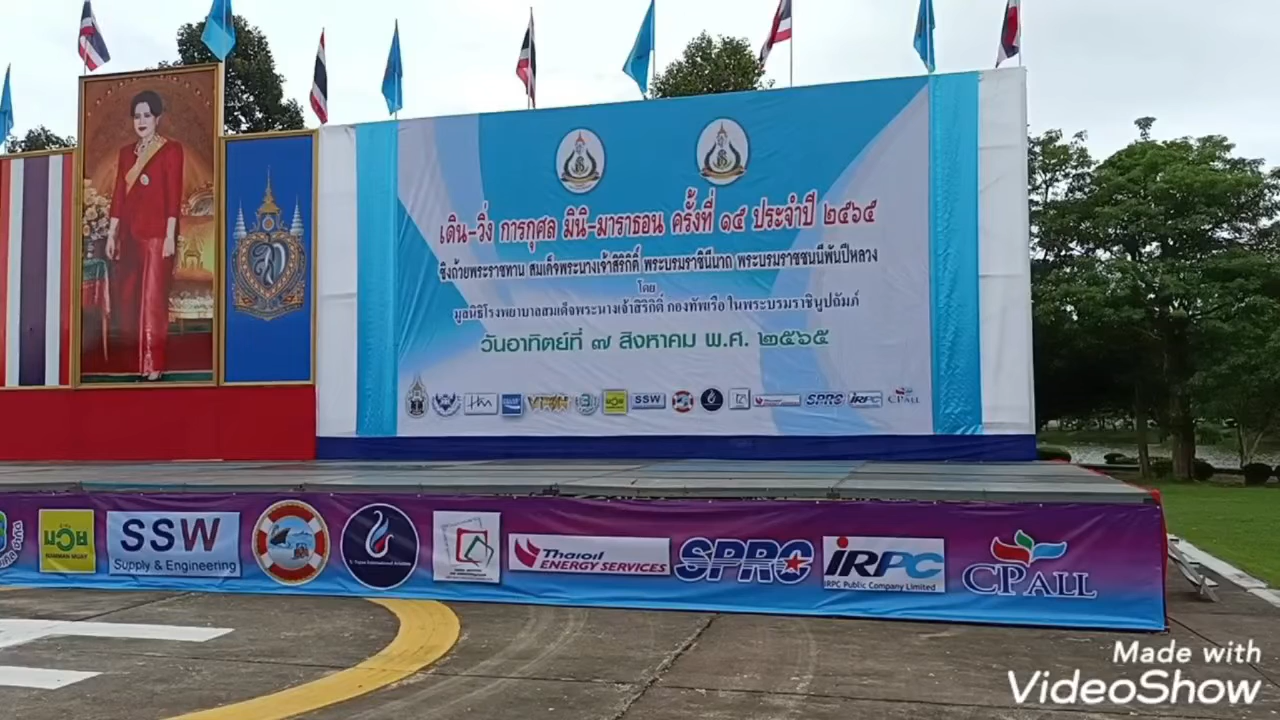 เดิน-วิ่ง การกุศล มินิ-มาราธอน ครั้งที่ ๑๕ ประจำปี ๒๕๖๕
ชิงถ้วยพระราชทาน สมเด็จพระนางเจ้าสิริกิติ์ พระบรมราชินีนาถ พระบรมราชชนนีพันปีหลวง
โดย
มูลนิธิโรงพยาบาลสมเด็จพระนางเจ้าสิริกิติ์ กองทัพเรือ ในพระบรมราชินูปถัมภ์
วันอาทิตย์ที่ ๗ สิงหาคม พ.ศ. ๒๕๖๕
SSW SPRC IRPC CP ALL
มวย
SSW
Supply & Engineering
Thaioil
ENERGY SERVICES
SPRC
IRPC
IRPC Public Company Limited
CP ALL
Made with
VideoShow